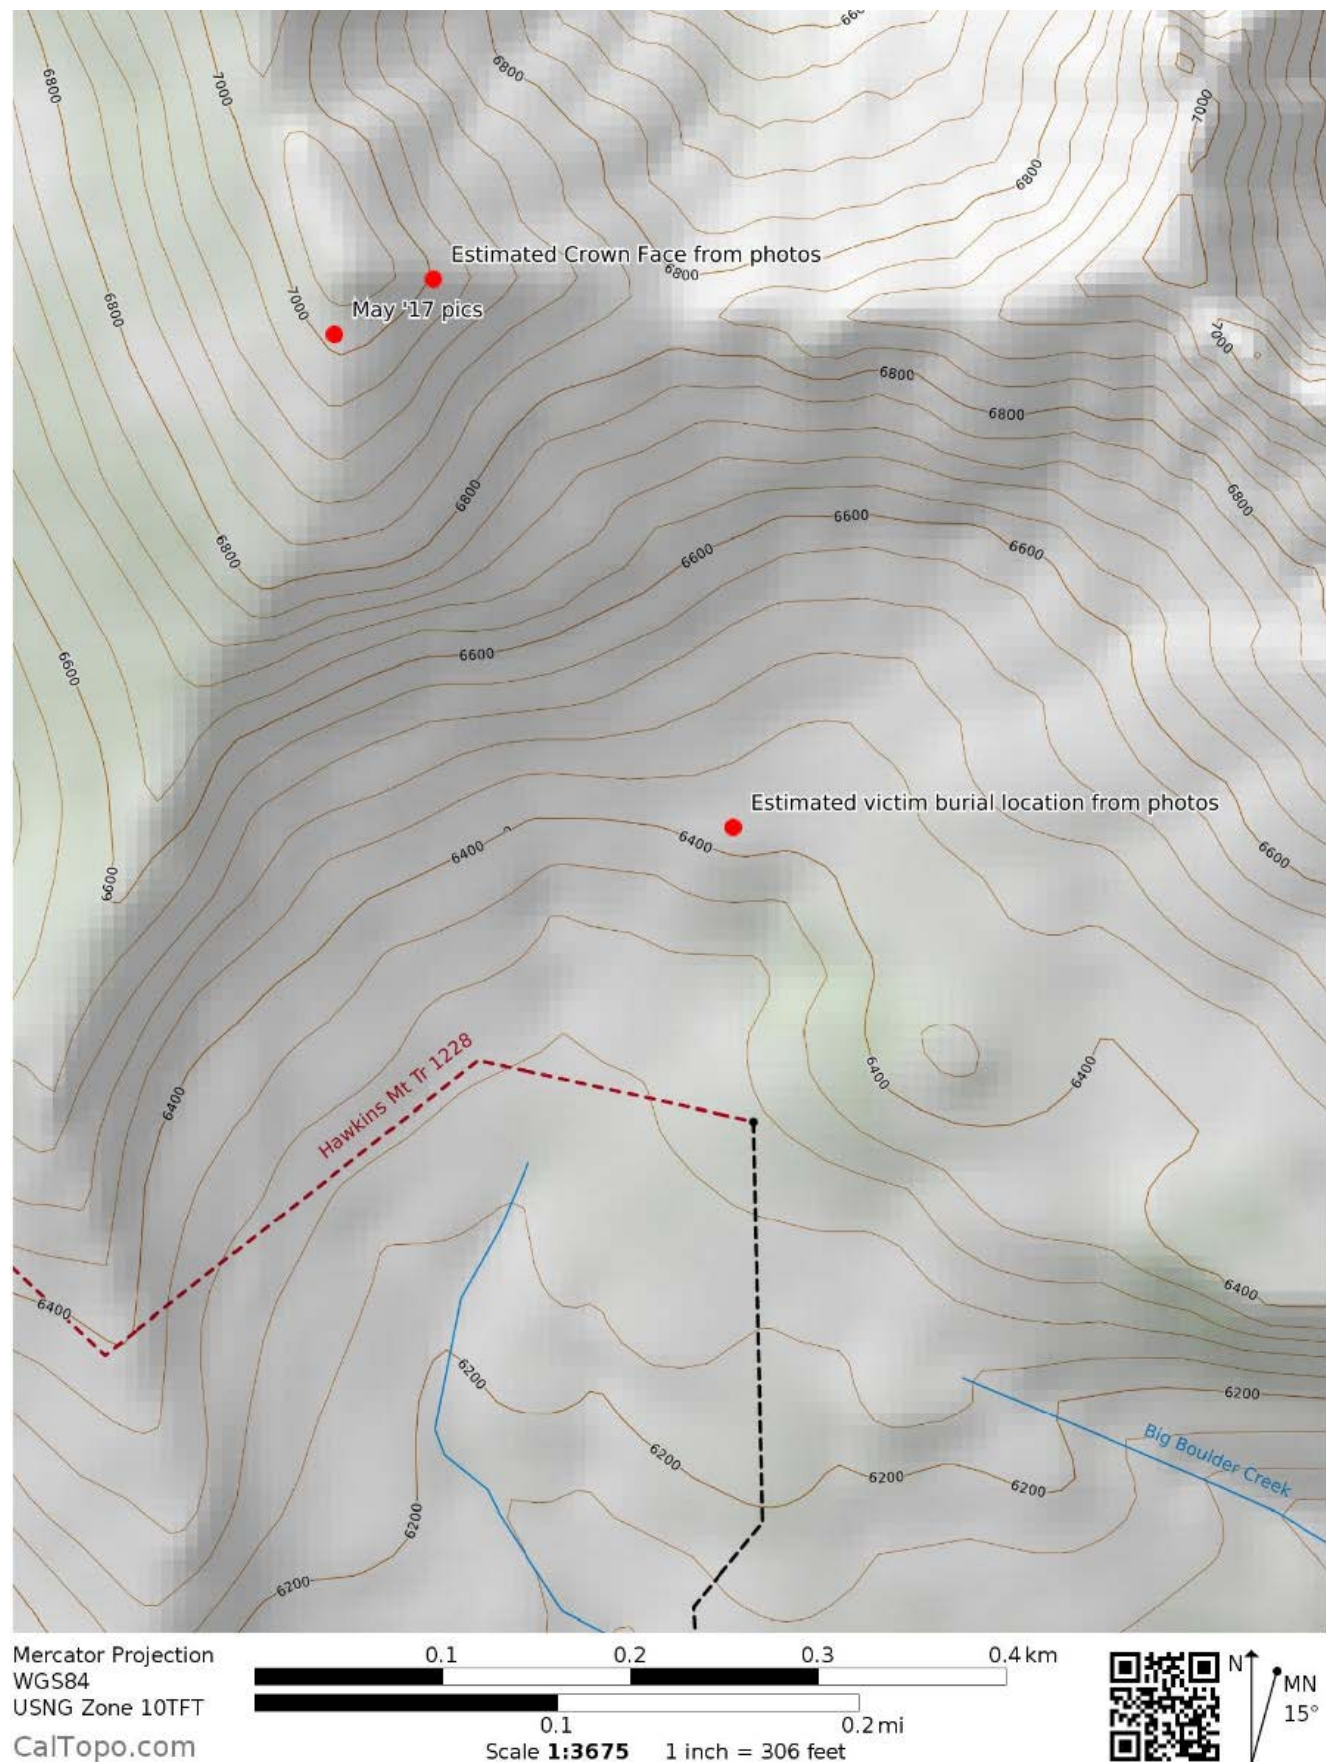 6800
7000
6800
6600
7000
6800
Estimated Crown Face from photos
6800
7000
May '17 pics
6800
7000
6800
6800
6800
6800
6600
6600
6600
6800
6600
6600
Estimated victim burial location from photos
6400
6400
6600
6600
Hawkins Mt Tr 1228
6400
6400
6400
6400
6400
6200
6200
6200
6200
6200
6200
6200
Big Boulder Creek
Mercator Projection
WGS84
USNG Zone 10TFT
CalTopo.com
0.1 0.2 0.3 0.4 km
0.1 0.2 mi
Scale 1:3675 1 inch = 306 feet
N
MN
15°